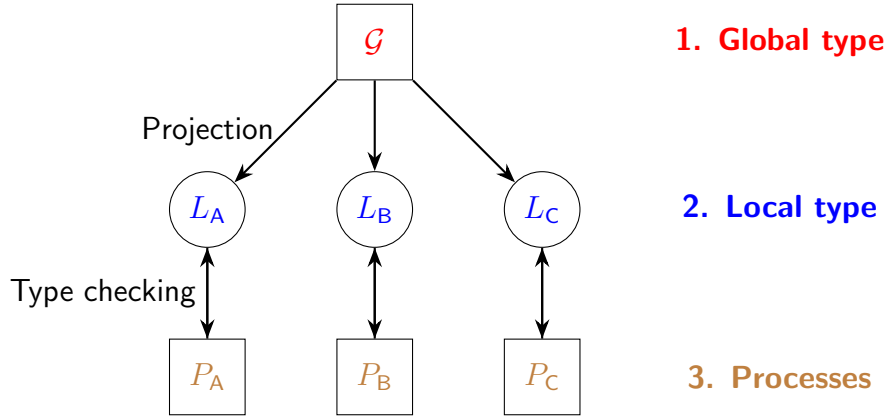 𝒢 1. Global type
Projection
L_A L_B L_C 2. Local type
Type checking
P_A P_B P_C 3. Processes